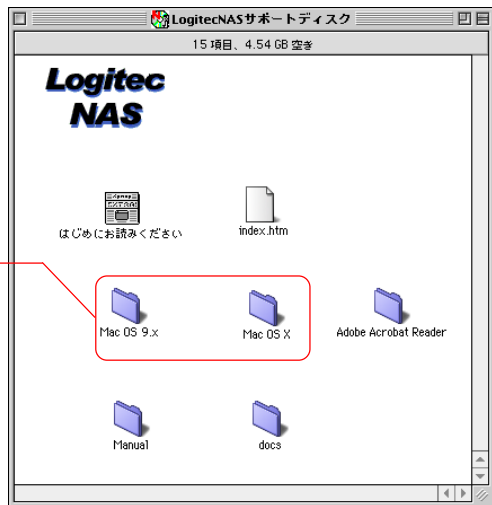 LogitecNASサポートディスク
15 項目、4.54 GB 空き
Logitec
NAS
はじめにお読みください
index.htm
Mac OS 9.x
Mac OS X
Adobe Acrobat Reader
Manual
docs